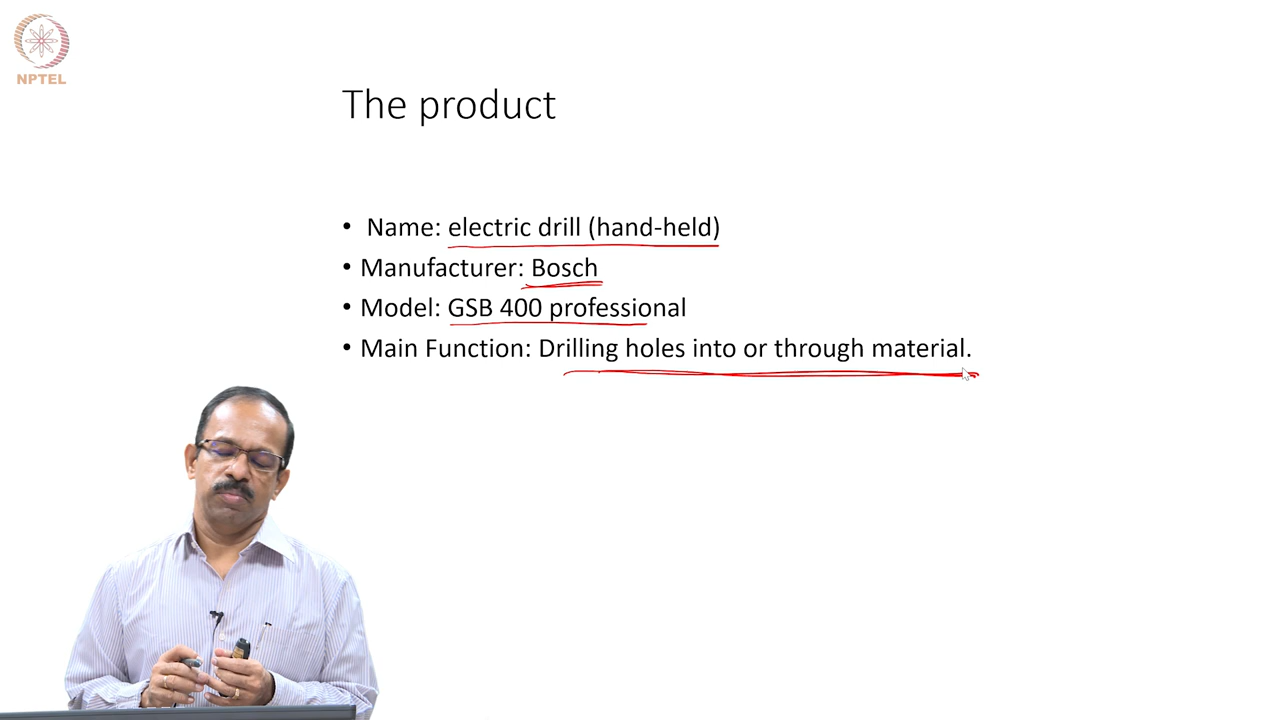 NPTEL
The product
• Name: electric drill (hand-held)
• Manufacturer: Bosch
• Model: GSB 400 professional
• Main Function: Drilling holes into or through material.